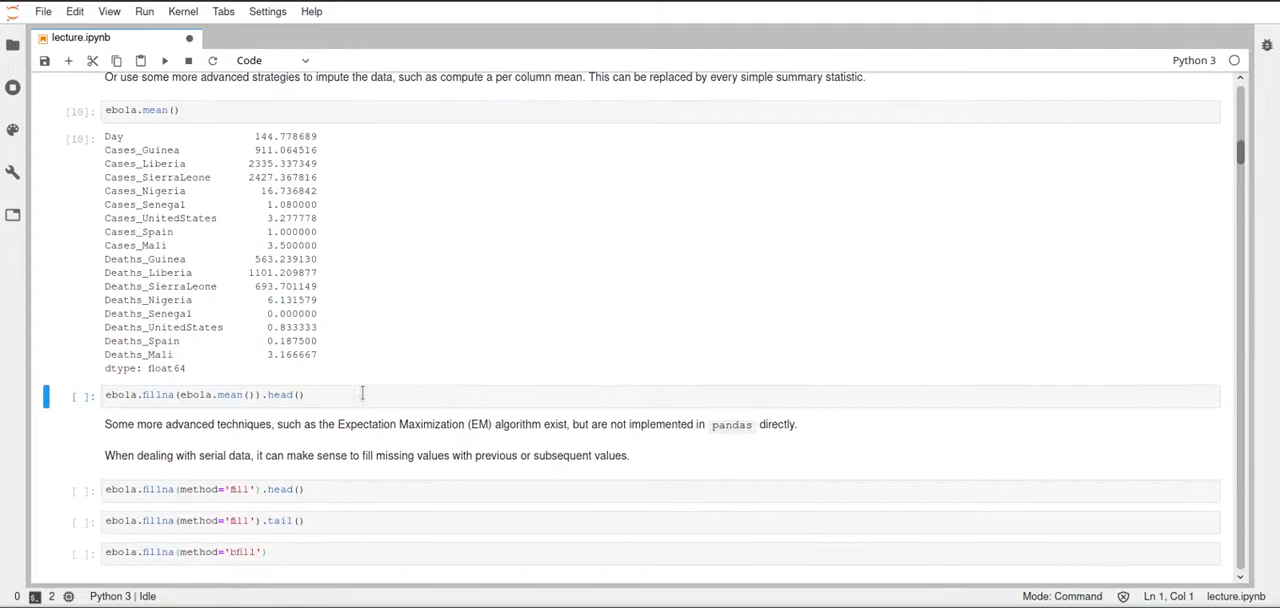 File Edit View Run Kernel Tabs Settings Help
lecture.ipynb
Code
Python 3
Or use some more advanced strategies to impute the data, such as compute a per column mean. This can be replaced by every simple summary statistic.
[10]: ebola.mean()
[10]: Day 144.778689
Cases_Guinea 911.064516
Cases_Liberia 2335.337349
Cases_SierraLeone 2427.367816
Cases_Nigeria 16.736842
Cases_Senegal 1.080000
Cases_UnitedStates 3.277778
Cases_Spain 1.000000
Cases_Mali 3.500000
Deaths_Guinea 563.239130
Deaths_Liberia 1101.209877
Deaths_SierraLeone 693.701149
Deaths_Nigeria 6.131579
Deaths_Senegal 0.000000
Deaths_UnitedStates 0.833333
Deaths_Spain 0.187500
Deaths_Mali 3.166667
dtype: float64
[ ]: ebola.fillna(ebola.mean()).head()
Some more advanced techniques, such as the Expectation Maximization (EM) algorithm exist, but are not implemented in pandas directly.
When dealing with serial data, it can make sense to fill missing values with previous or subsequent values.
[ ]: ebola.fillna(method='ffill').head()
[ ]: ebola.fillna(method='ffill').tail()
[ ]: ebola.fillna(method='bfill')
0 2 Python 3 | Idle Mode: Command Ln 1, Col 1 lecture.ipynb